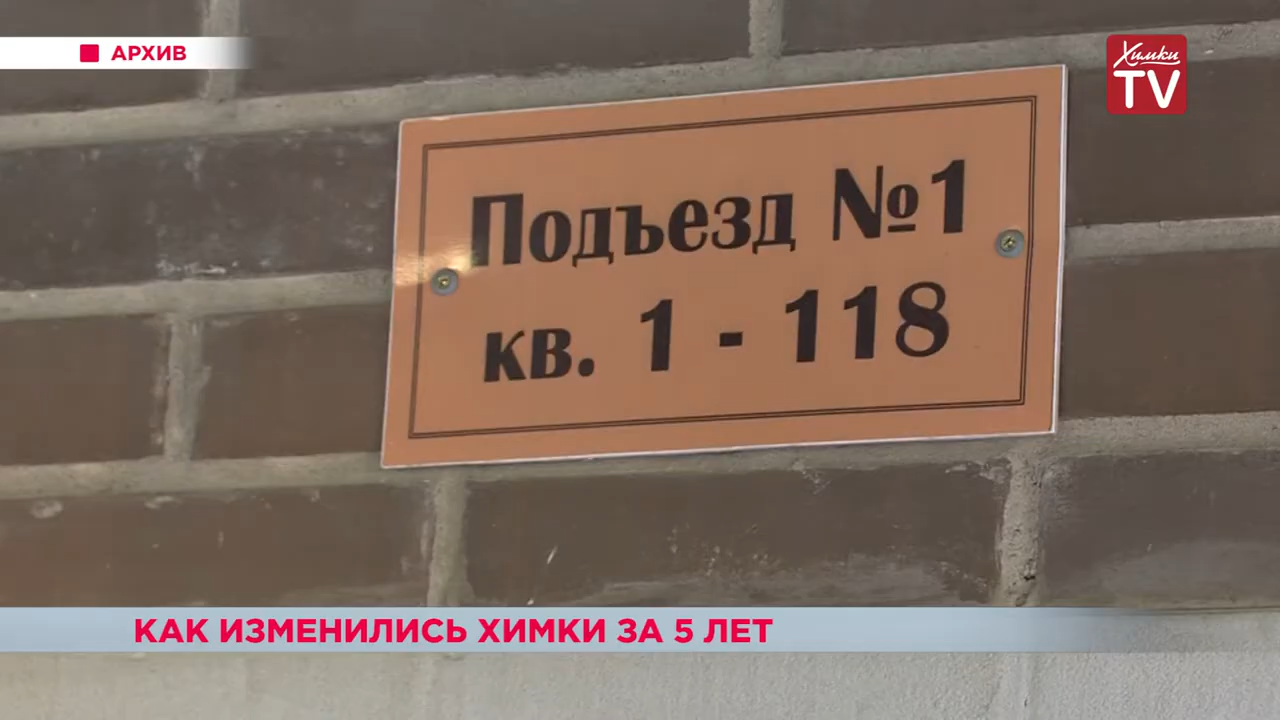 АРХИВ
Химки
TV
Подъезд №1
кв. 1 - 118
КАК ИЗМЕНИЛИСЬ ХИМКИ ЗА 5 ЛЕТ